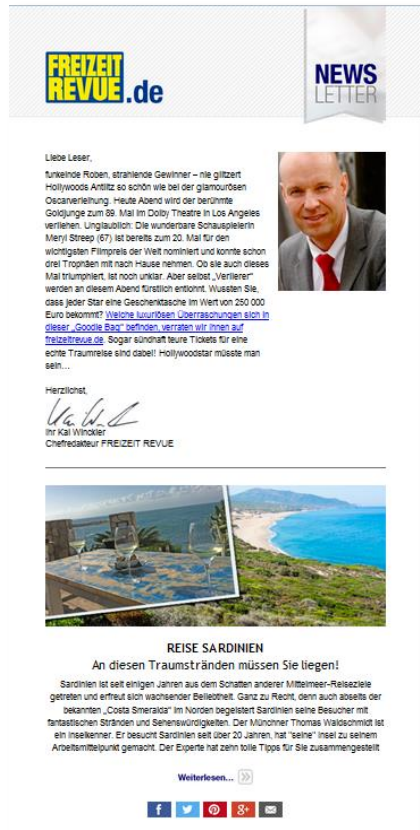 FREIZEIT
REVUE.de
NEWS
LETTER
Liebe Leser,
funkelnde Roben, strahlende Gewinner – nie glitzert
Hollywoods Antlitz so schön wie bei der glamourösen
Oscarverleihung. Heute Abend wird der berühmte
Goldjunge zum 89. Mal im Dolby Theatre in Los Angeles
verliehen. Unglaublich: Die wunderbare Schauspielerin
Meryl Streep (67) ist bereits zum 20. Mal für den
wichtigsten Filmpreis der Welt nominiert und konnte schon
drei Trophäen mit nach Hause nehmen. Ob sie auch dieses
Mal triumphiert, ist noch unklar. Aber selbst „Verlierer“
werden an diesem Abend fürstlich entlohnt. Wussten Sie,
dass jeder Star eine Geschenktasche im Wert von 250 000
Euro bekommt? Welche luxuriösen Überraschungen sich in
dieser „Goodie Bag“ befinden, verraten wir Ihnen auf
freizeitrevue.de. Sogar sündhaft teure Tickets für eine
echte Traumreise sind dabei! Hollywoodstar müsste man
sein…
Herzlichst,
Ihr Kai Winckler
Chefredakteur FREIZEIT REVUE
REISE SARDINIEN
An diesen Traumstränden müssen Sie liegen!
Sardinien ist seit einigen Jahren aus dem Schatten anderer Mittelmeer-Reiseziele
getreten und erfreut sich wachsender Beliebtheit. Ganz zu Recht, denn auch abseits der
bekannten „Costa Smeralda“ im Norden begeistert Sardinien seine Besucher mit
fantastischen Stränden und Sehenswürdigkeiten. Der Münchner Thomas Waldschmidt ist
ein Inselkenner. Er besucht Sardinien seit über 20 Jahren, hat "seine" Insel zu seinem
Arbeitsmittelpunkt gemacht. Der Experte hat zehn tolle Tipps für Sie zusammengestellt
Weiterlesen...